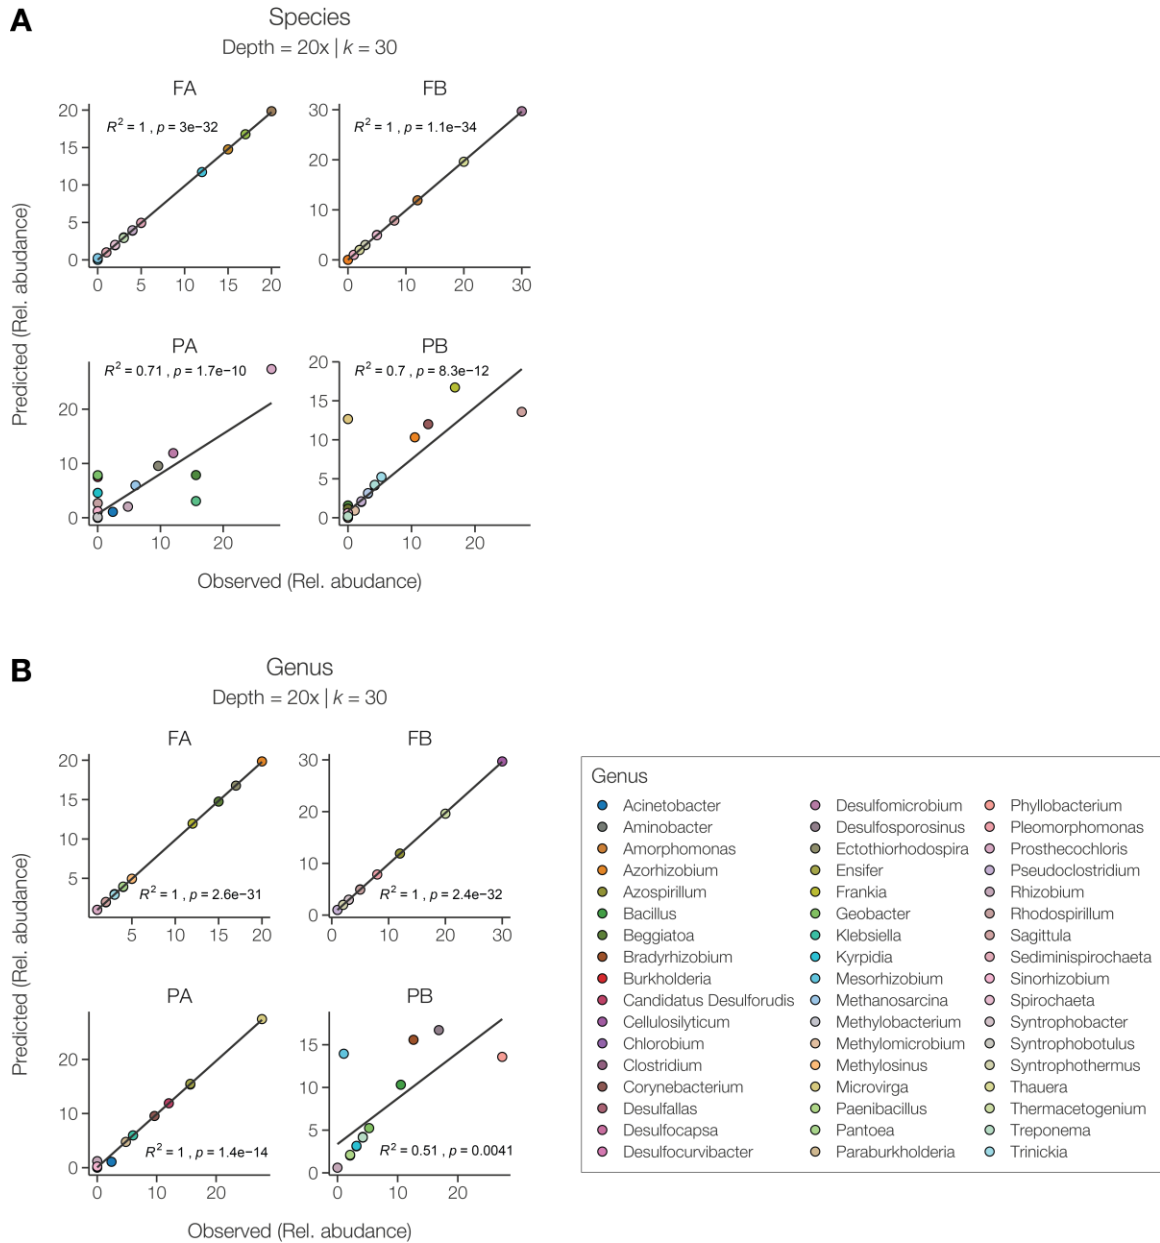 A
Species
Depth = 20x | k = 30
FA
FB
R² = 1 , p = 3e−32
R² = 1 , p = 1.1e−34
20
15
10
5
0
0 5 10 15 20
30
20
10
0
0 10 20 30
PA
PB
R² = 0.71 , p = 1.7e−10
R² = 0.7 , p = 8.3e−12
20
10
0
0 10 20
20
15
10
5
0
0 10 20
Predicted (Rel. abudance)
Observed (Rel. abudance)
B
Genus
Depth = 20x | k = 30
FA
FB
20
15
10
5
R² = 1 , p = 2.6e−31
5 10 15 20
30
20
10
0
R² = 1 , p = 2.4e−32
0 10 20 30
PA
PB
20
10
0
R² = 1 , p = 1.4e−14
0 10 20
15
10
5
0
R² = 0.51 , p = 0.0041
0 10 20
Predicted (Rel. abudance)
Observed (Rel. abudance)
Genus
Acinetobacter
Aminobacter
Amorphomonas
Azorhizobium
Azospirillum
Bacillus
Beggiatoa
Bradyrhizobium
Burkholderia
Candidatus Desulforudis
Cellulosilyticum
Chlorobium
Clostridium
Corynebacterium
Desulfallas
Desulfocapsa
Desulfocurvibacter
Desulfomicrobium
Desulfosporosinus
Ectothiorhodospira
Ensifer
Frankia
Geobacter
Klebsiella
Kyrpidia
Mesorhizobium
Methanosarcina
Methylobacterium
Methylomicrobium
Methylosinus
Microvirga
Paenibacillus
Pantoea
Paraburkholderia
Phyllobacterium
Pleomorphomonas
Prosthecochloris
Pseudoclostridium
Rhizobium
Rhodospirillum
Sagittula
Sediminispirochaeta
Sinorhizobium
Spirochaeta
Syntrophobacter
Syntrophobotulus
Syntrophothermus
Thauera
Thermacetogenium
Treponema
Trinickia